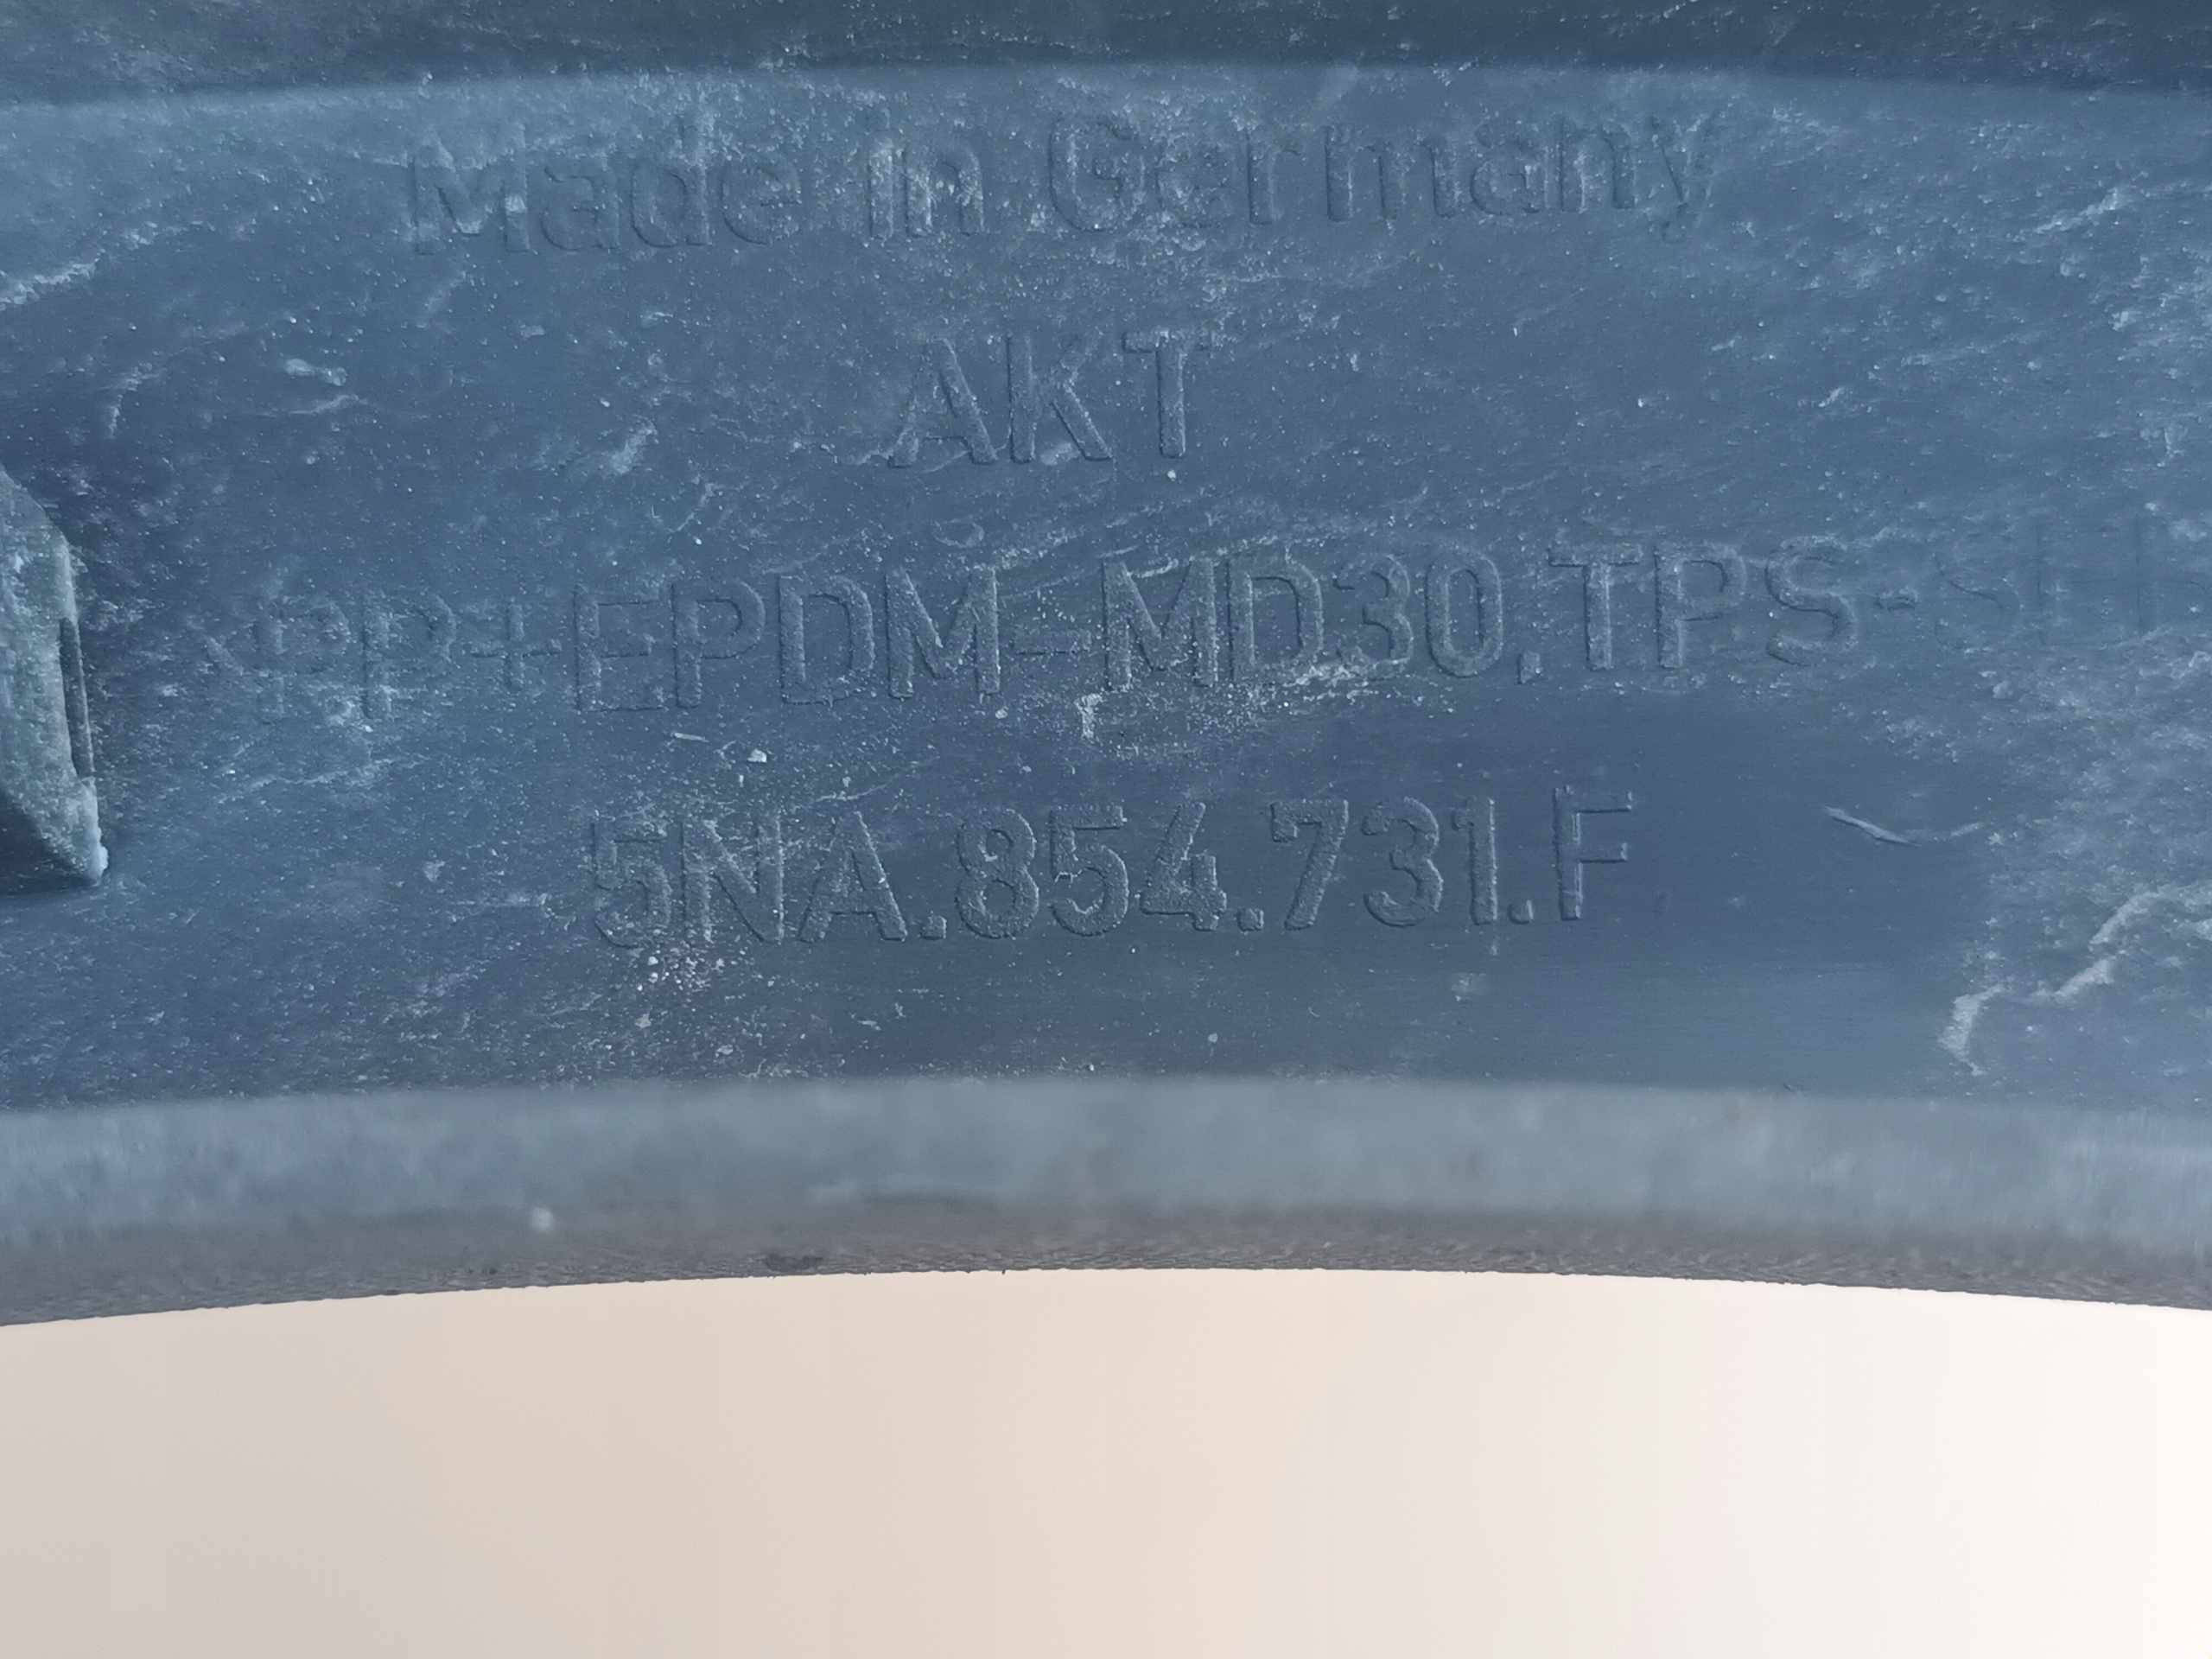 Made in Germany
AKT
PP+EPDM-MD30,TPS-
5NA.854.731.F